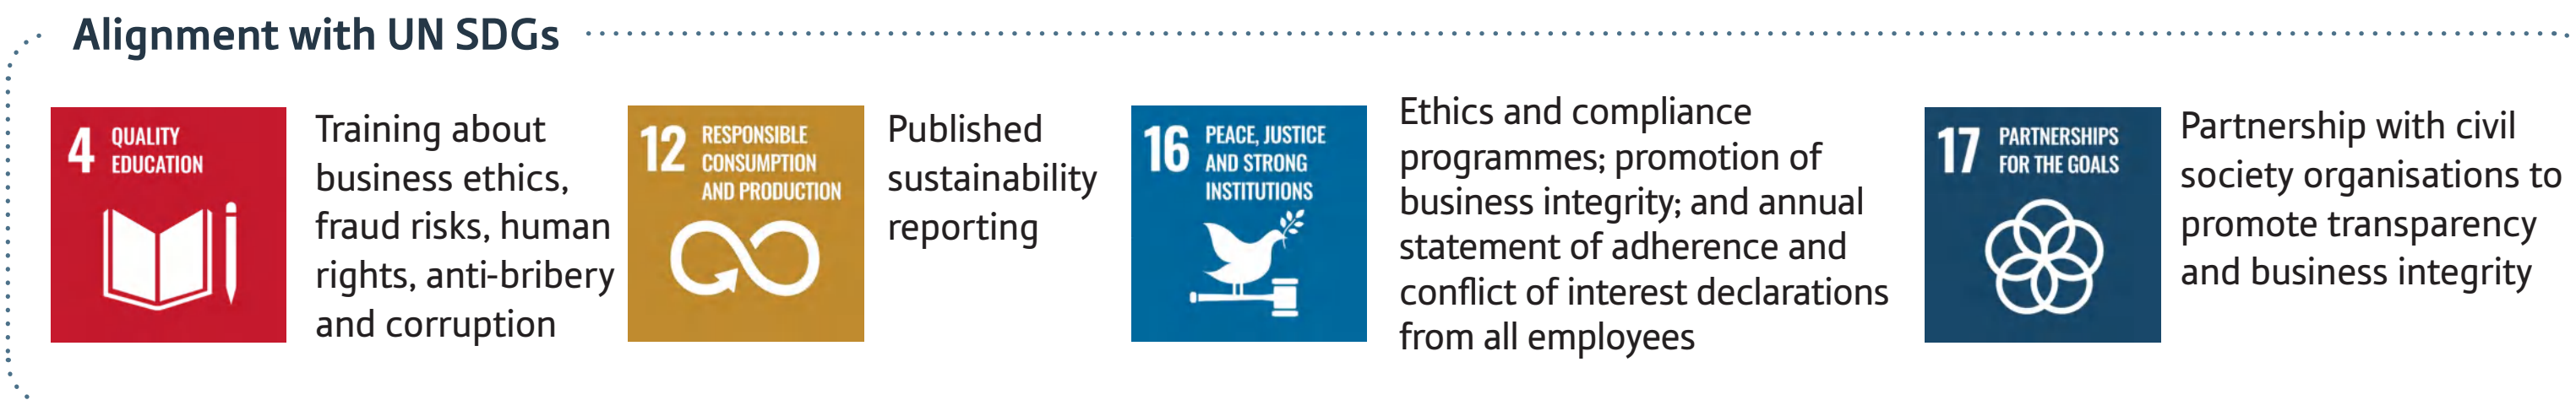 Alignment with UN SDGs
4 QUALITY
EDUCATION
Training about
business ethics,
fraud risks, human
rights, anti-bribery
and corruption
12 RESPONSIBLE
CONSUMPTION
AND PRODUCTION
Published
sustainability
reporting
16 PEACE, JUSTICE
AND STRONG
INSTITUTIONS
Ethics and compliance
programmes; promotion of
business integrity; and annual
statement of adherence and
conflict of interest declarations
from all employees
17 PARTNERSHIPS
FOR THE GOALS
Partnership with civil
society organisations to
promote transparency
and business integrity